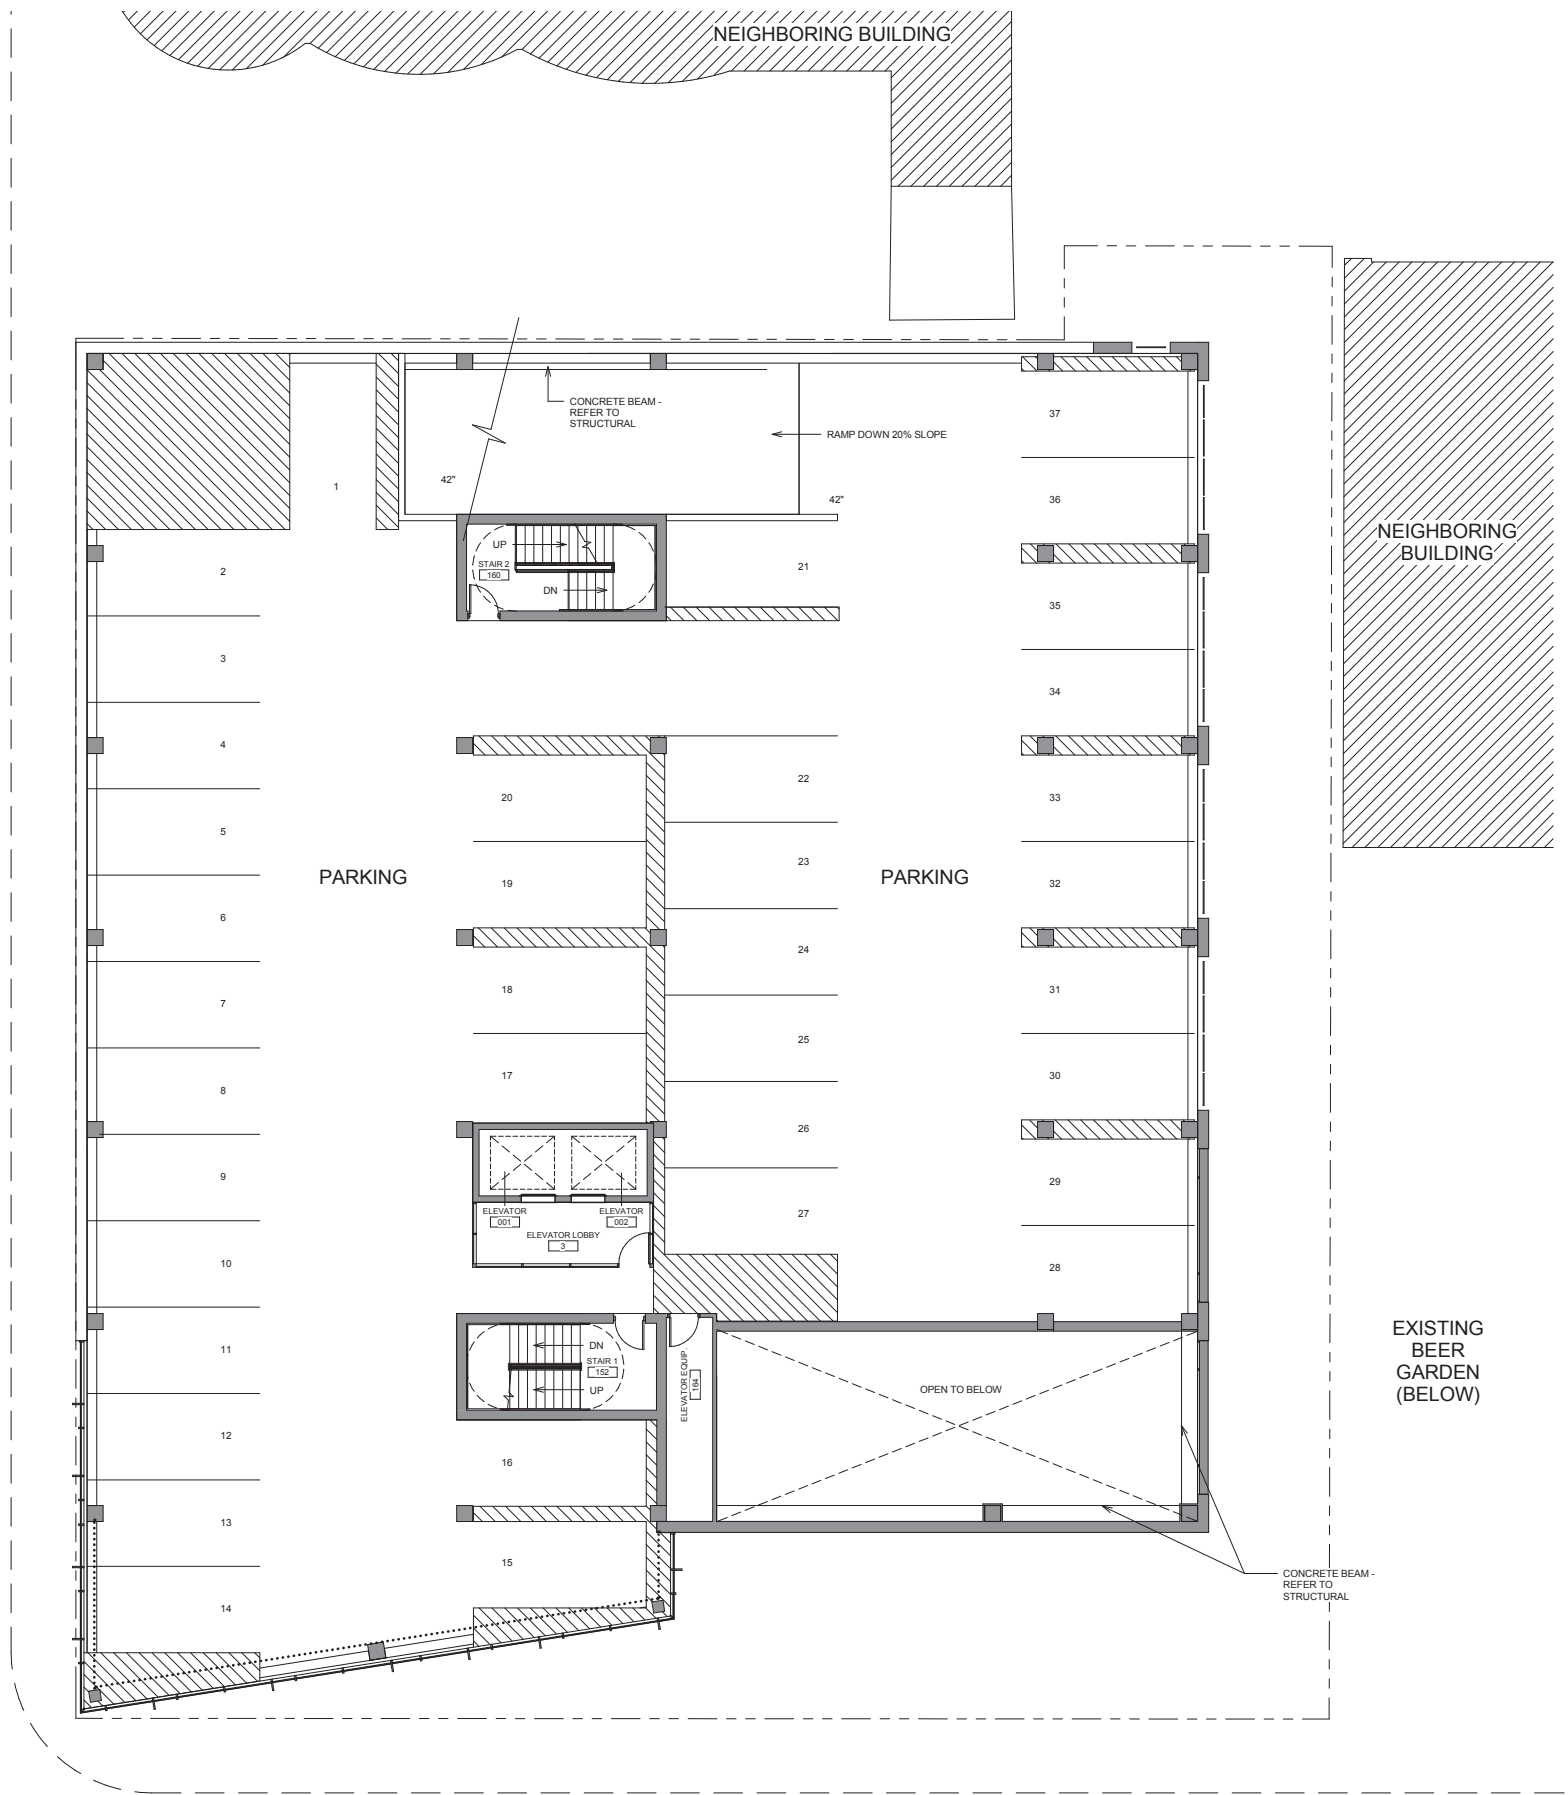 NEIGHBORING BUILDING
CONCRETE BEAM -
REFER TO
STRUCTURAL
RAMP DOWN 20% SLOPE
37
1
42"
42"
36
NEIGHBORING
BUILDING
UP
STAIR 2
160
DN
2
21
35
3
34
4
20
22
33
5
23
19
32
PARKING
PARKING
6
24
18
31
7
25
17
30
8
26
9
29
ELEVATOR
001
ELEVATOR
002
ELEVATOR LOBBY
3
27
10
28
11
DN
STAIR 1
152
UP
ELEVATOR EQUIP.
164
OPEN TO BELOW
EXISTING
BEER
GARDEN
(BELOW)
12
16
13
15
14
CONCRETE BEAM -
REFER TO
STRUCTURAL